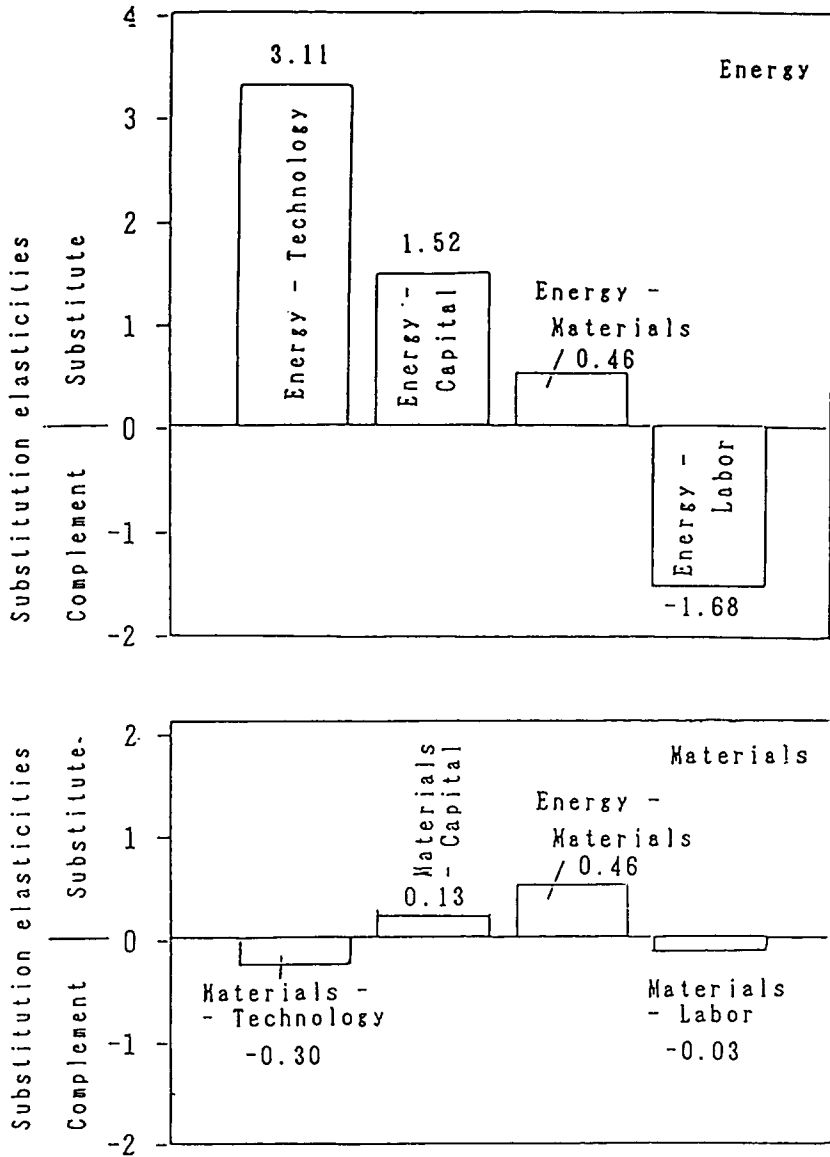 4
3.11
Energy
3
Energy - Technology
2
1.52
Energy -
Capital
Energy -
Materials
0.46
1
0
Energy -
Labor
-1
-1.68
-2
Substitution elasticities
Substitute
Complement
2
Materials
Materials
- Capital
Energy -
Materials
0.46
1
0.13
0
Materials -
- Technology
-0.30
Materials
- Labor
-0.03
-1
-2
Substitution elasticities
Substitute
Complement